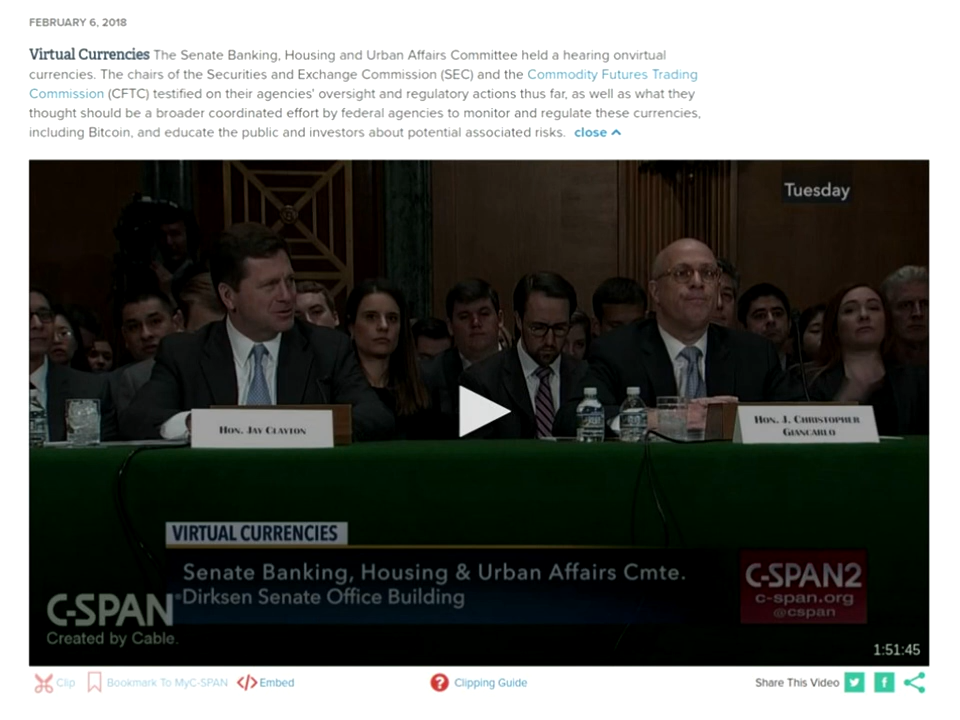 FEBRUARY 6, 2018
Virtual Currencies The Senate Banking, Housing and Urban Affairs Committee held a hearing onvirtual
currencies. The chairs of the Securities and Exchange Commission (SEC) and the Commodity Futures Trading
Commission (CFTC) testified on their agencies' oversight and regulatory actions thus far, as well as what they
thought should be a broader coordinated effort by federal agencies to monitor and regulate these currencies,
including Bitcoin, and educate the public and investors about potential associated risks. close
Tuesday
HON. JAY CLAYTON
HON. J. CHRISTOPHER
GIANCARLO
VIRTUAL CURRENCIES
Senate Banking, Housing & Urban Affairs Cmte.
Dirksen Senate Office Building
C-SPAN2
c-span.org
@cspan
C-SPAN
Created by Cable.
1:51:45
Clip
Bookmark To MyC-SPAN
Embed
Clipping Guide
Share This Video